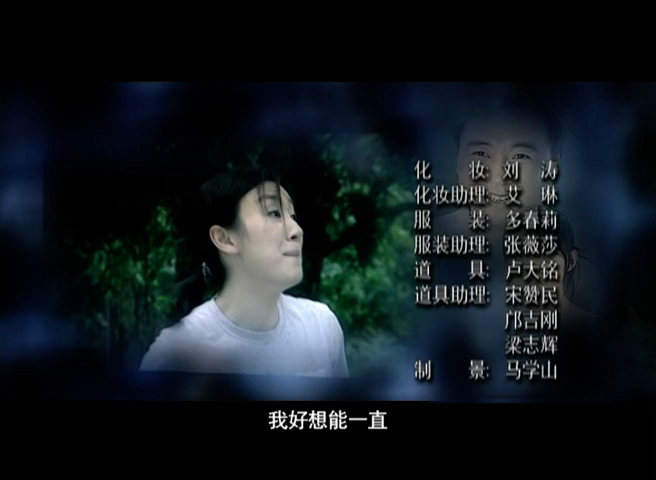 化 妆: 刘 涛
化妆助理: 艾 琳
服 装: 多春莉
服装助理: 张薇莎
道 具: 卢大铭
道具助理: 宋赞民
邝吉刚
梁志辉
制 景: 马学山
我好想能一直